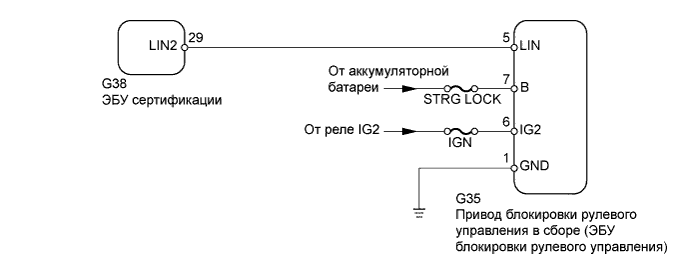 LIN2 29
5 LIN
G38
ЭБУ сертификации
От аккумуляторной
батареи
STRG LOCK
7 B
От реле IG2
IGN
6 IG2
1 GND
G35
Привод блокировки рулевого
управления в сборе (ЭБУ
блокировки рулевого управления)